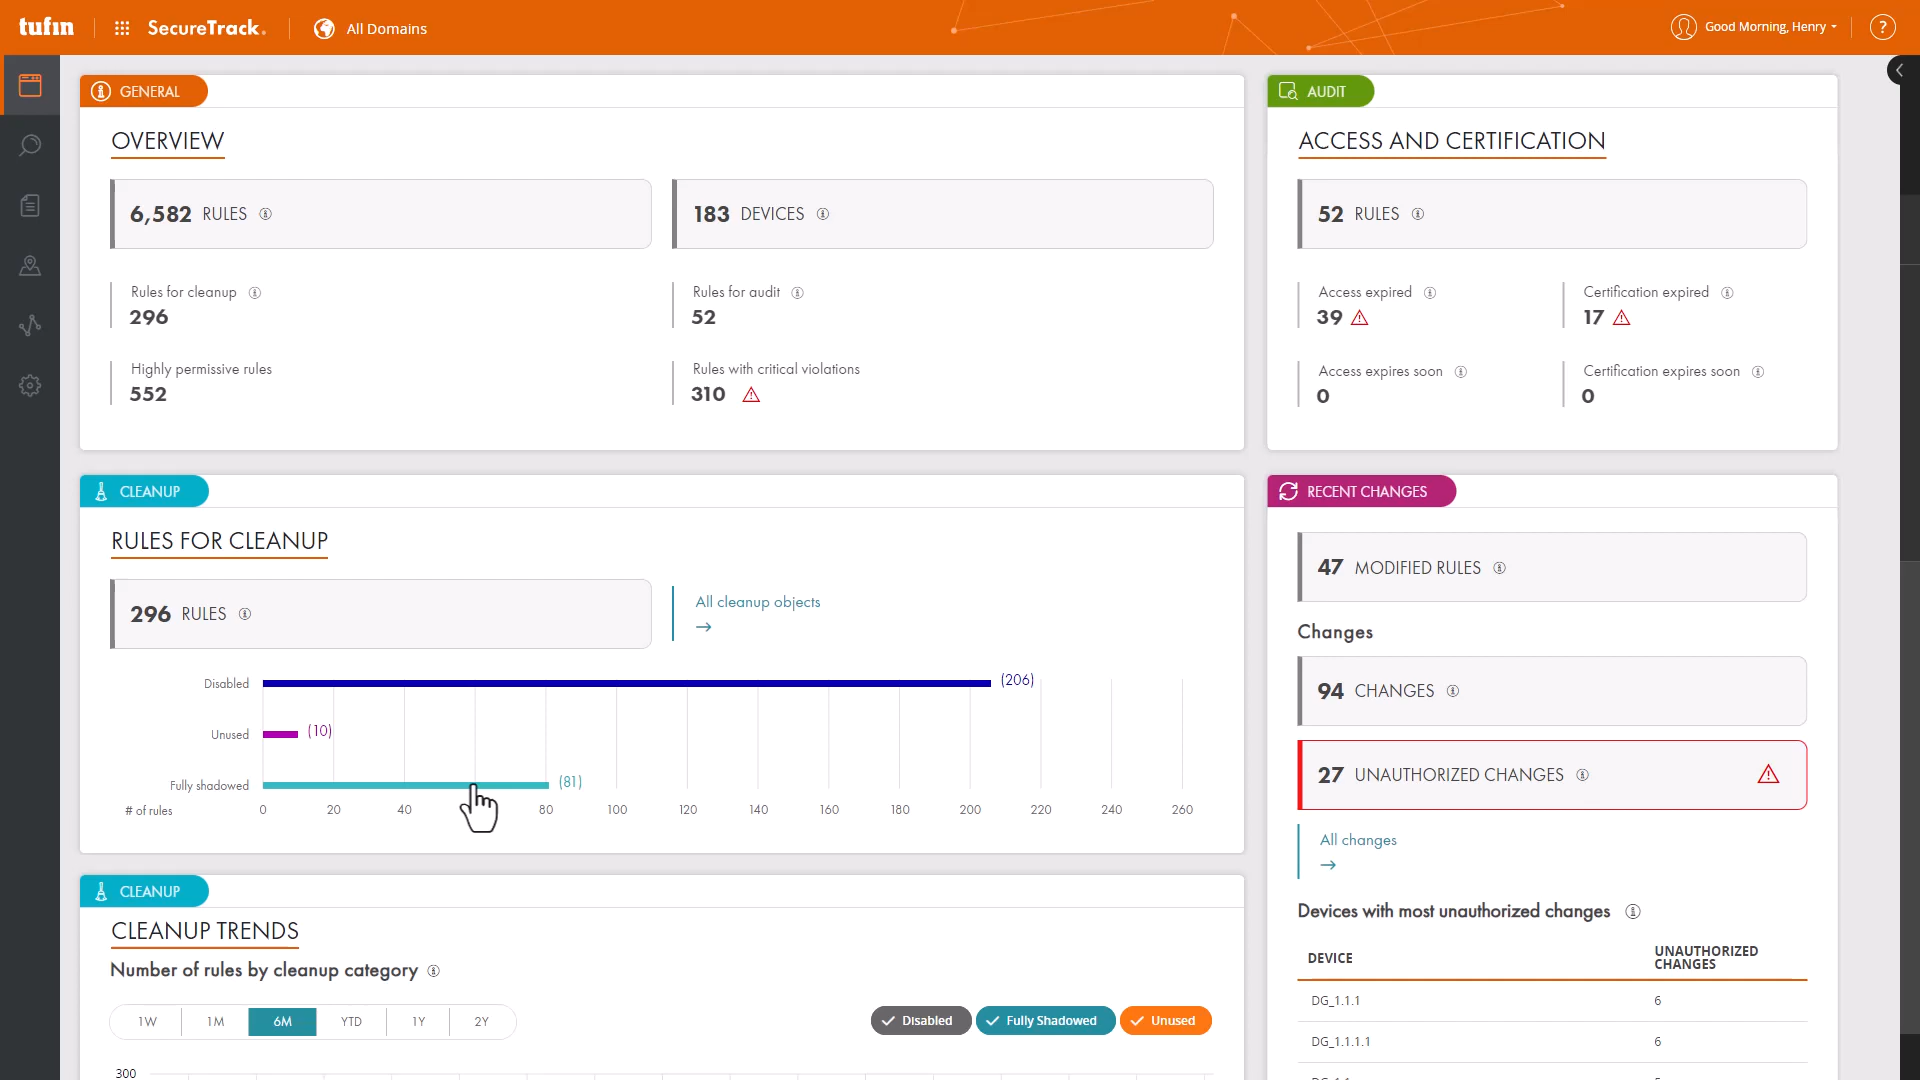 tufin
SecureTrack.
All Domains
Good Morning, Henry
?
GENERAL
OVERVIEW
6,582 RULES
183 DEVICES
Rules for cleanup
296
Rules for audit
52
Highly permissive rules
552
Rules with critical violations
310
AUDIT
ACCESS AND CERTIFICATION
52 RULES
Access expired
39
Certification expired
17
Access expires soon
0
Certification expires soon
0
CLEANUP
RULES FOR CLEANUP
296 RULES
All cleanup objects
→
Disabled (206)
Unused (10)
Fully shadowed (81)
# of rules 0 20 40 80 100 120 140 160 180 200 220 240 260
RECENT CHANGES
47 MODIFIED RULES
Changes
94 CHANGES
27 UNAUTHORIZED CHANGES
All changes
→
Devices with most unauthorized changes
DEVICE UNAUTHORIZED CHANGES
DG_1.1.1 6
DG_1.1.1.1 6
CLEANUP
CLEANUP TRENDS
Number of rules by cleanup category
1W 1M 6M YTD 1Y 2Y
Disabled Fully Shadowed Unused
300